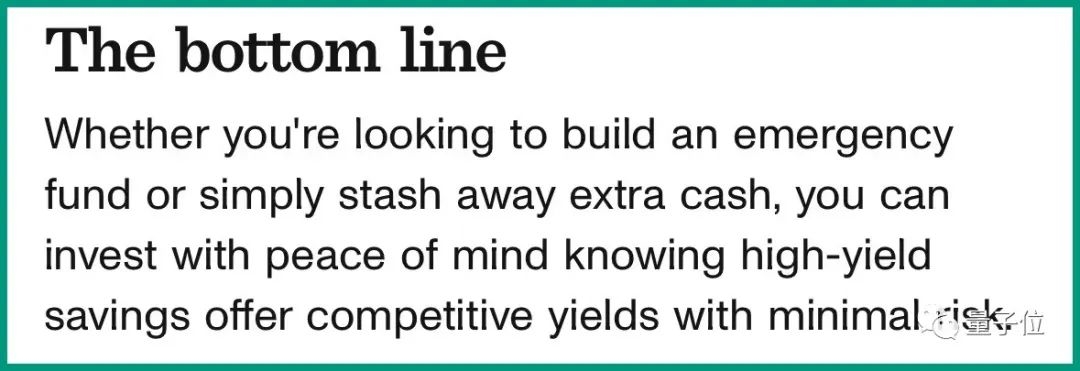 The bottom line
Whether you're looking to build an emergency
fund or simply stash away extra cash, you can
invest with peace of mind knowing high-yield
savings offer competitive yields with minimal risk.
量子位